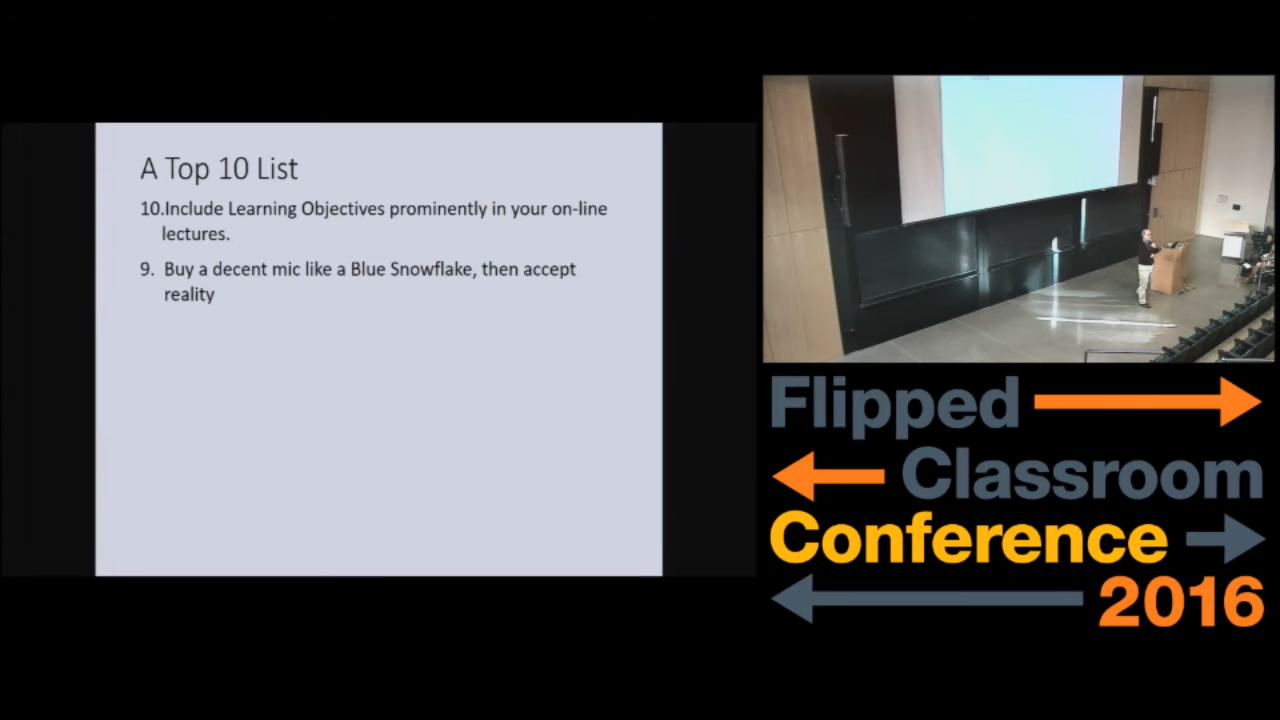 A Top 10 List
10.Include Learning Objectives prominently in your on-line
lectures.
9. Buy a decent mic like a Blue Snowflake, then accept
reality
Flipped
Classroom
Conference
2016